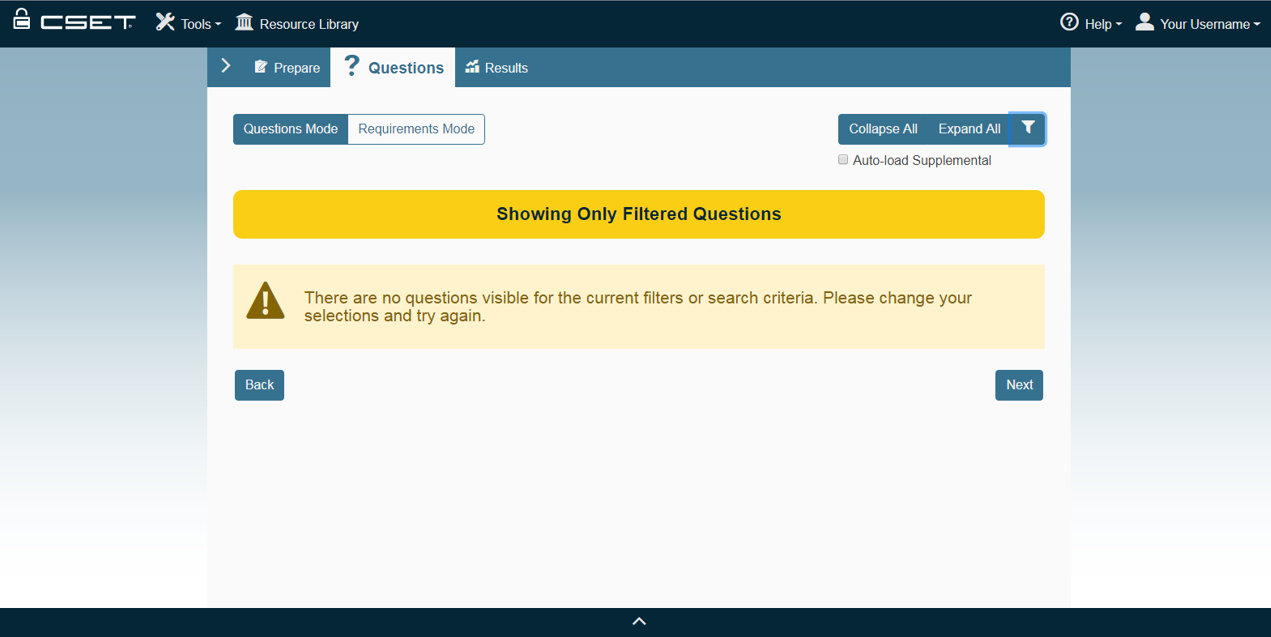 CSET Tools Resource Library Help Your Username
Prepare ? Questions Results
Questions Mode Requirements Mode Collapse All Expand All
Auto-load Supplemental
Showing Only Filtered Questions
There are no questions visible for the current filters or search criteria. Please change your
selections and try again.
Back Next